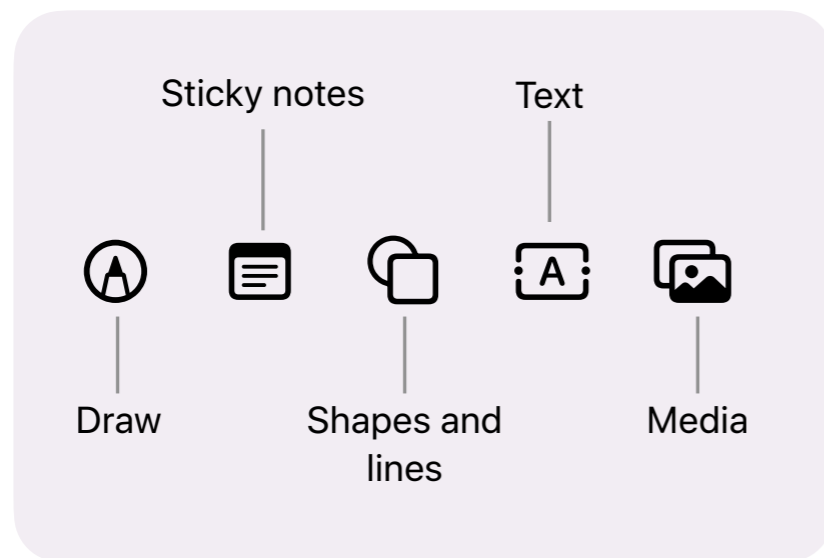 Sticky notes
Text
A
Draw
Shapes and
lines
Media